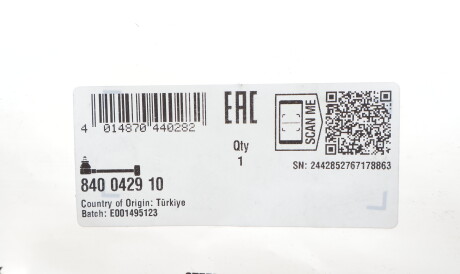 4 014870 440282
EAC
SCAN ME
Qty
1
SN: 2442852767178863
840 0429 10
Country of Origin: Türkiye
Batch: E001495123